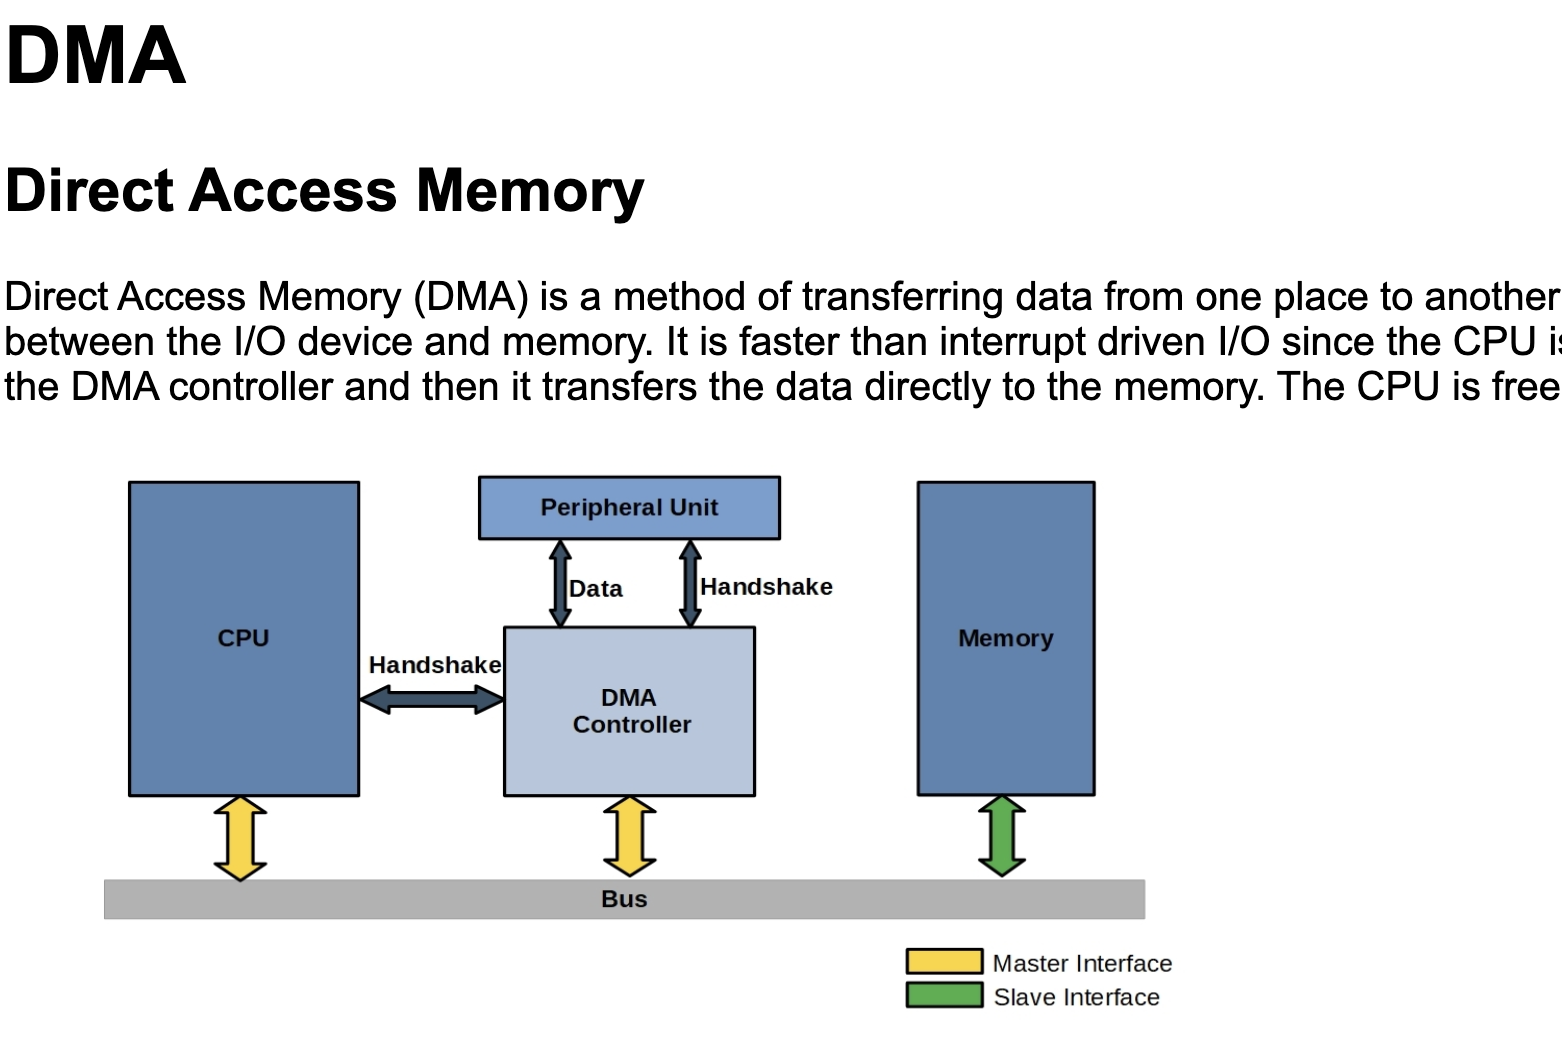 DMA
Direct Access Memory
Direct Access Memory (DMA) is a method of transferring data from one place to another
between the I/O device and memory. It is faster than interrupt driven I/O since the CPU
the DMA controller and then it transfers the data directly to the memory. The CPU is free
Peripheral Unit
Data
Handshake
CPU
Memory
Handshake
DMA
Controller
Bus
Master Interface
Slave Interface